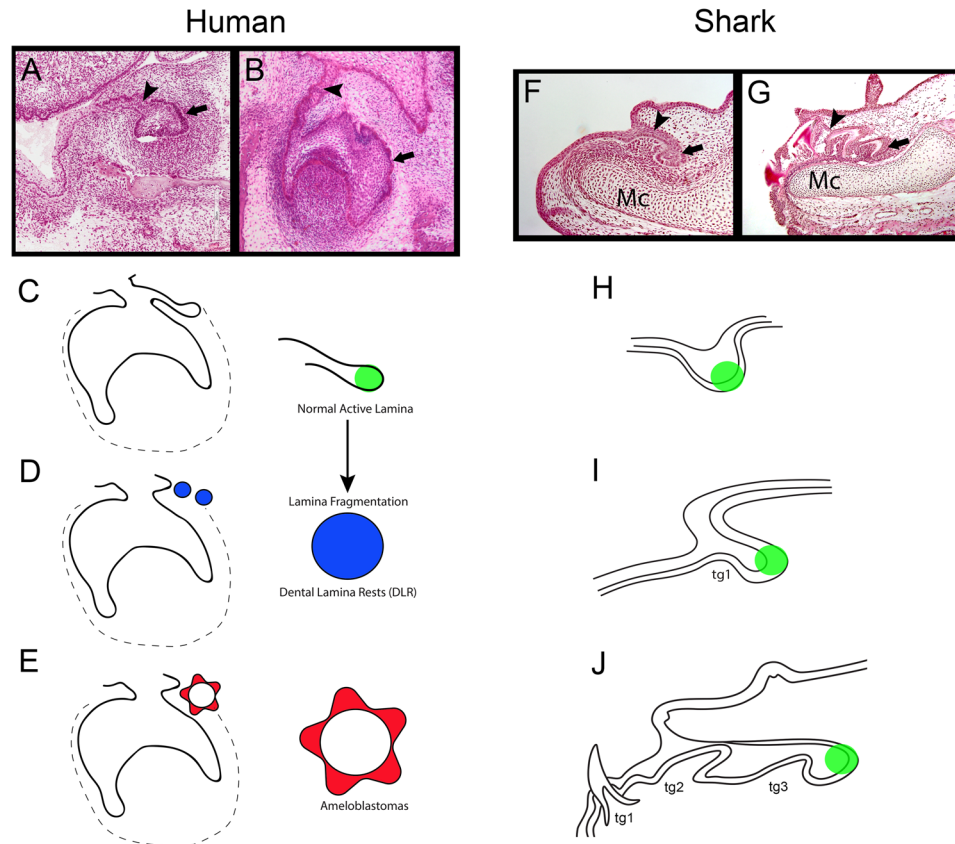 Human
Shark
A
B
F
G
Mc
Mc
C
Normal Active Lamina
D
Lamina Fragmentation
Dental Lamina Rests (DLR)
E
Ameloblastomas
H
I
tg1
J
tg1
tg2
tg3